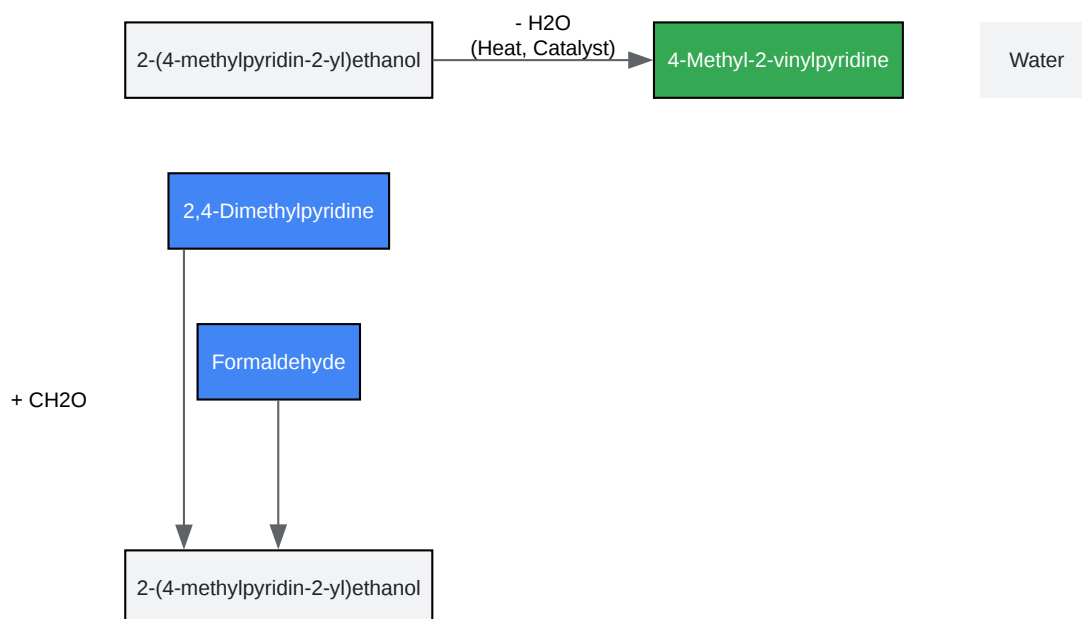 - H2O
(Heat, Catalyst)
2-(4-methylpyridin-2-yl)ethanol
4-Methyl-2-vinylpyridine
Water
2,4-Dimethylpyridine
Formaldehyde
+ CH2O
2-(4-methylpyridin-2-yl)ethanol